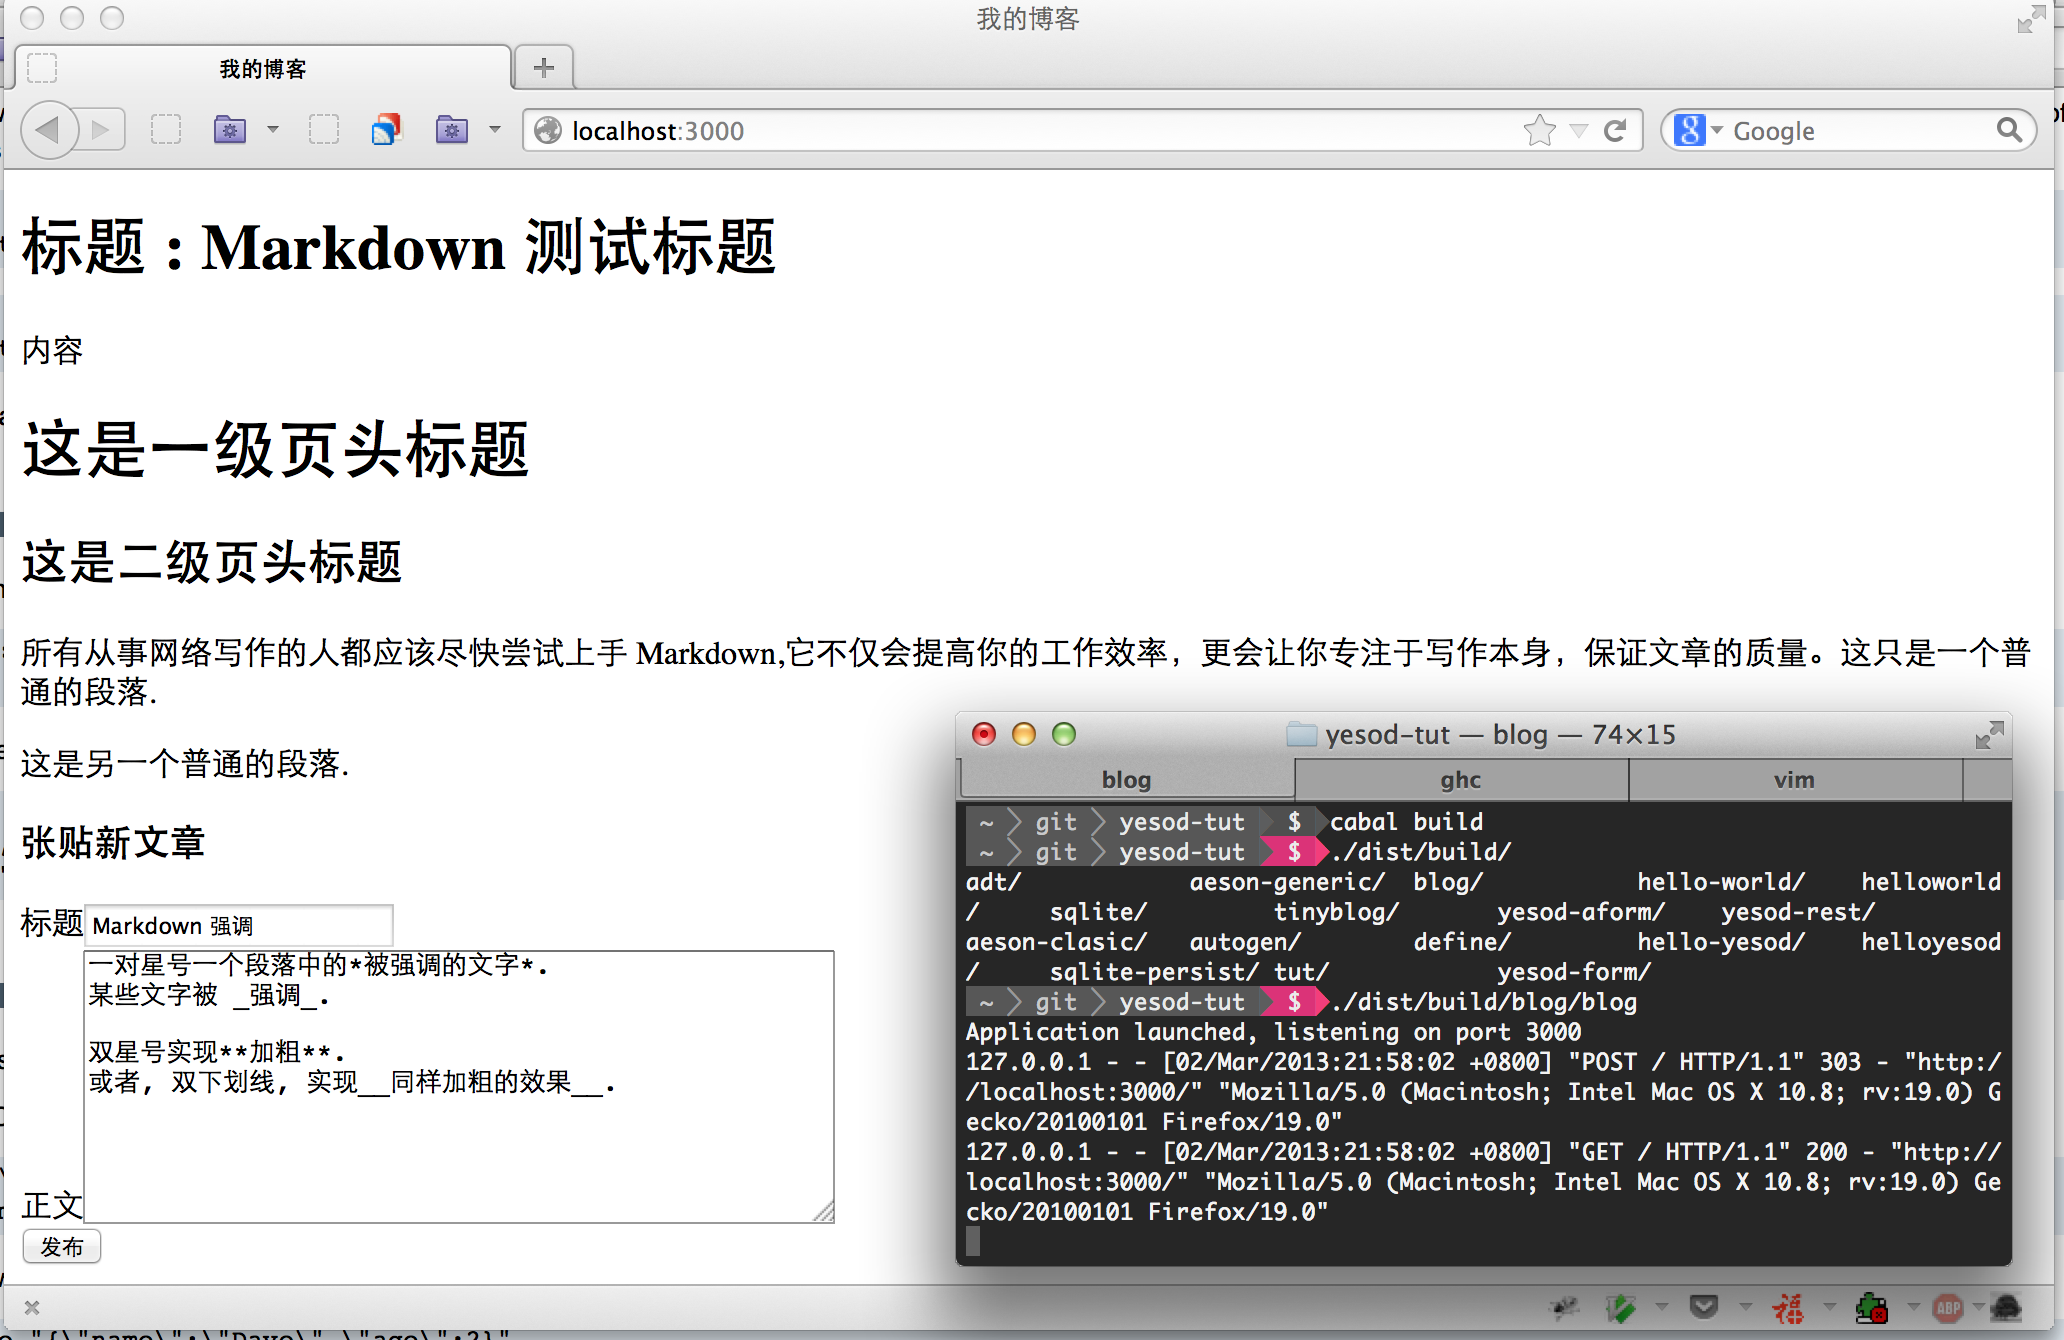 我的博客
我的博客
localhost:3000
Google
标题 : Markdown 测试标题
内容
这是一级页头标题
这是二级页头标题
所有从事网络写作的人都应该尽快尝试上手 Markdown,它不仅会提高你的工作效率，更会让你专注于写作本身，保证文章的质量。这只是一个普
通的段落.
这是另一个普通的段落.
张贴新文章
标题 Markdown 强调
一对星号一个段落中的*被强调的文字*.
某些文字被 _强调_.
双星号实现**加粗**.
或者, 双下划线, 实现__同样加粗的效果__.
正文
发布
yesod-tut — blog — 74×15
blog ghc vim
~ git yesod-tut $ cabal build
~ git yesod-tut $ ./dist/build/
adt/ aeson-generic/ blog/ hello-world/ helloworld
/ sqlite/ tinyblog/ yesod-aform/ yesod-rest/
aeson-clasic/ autogen/ define/ hello-yesod/ helloyesod
/ sqlite-persist/ tut/ yesod-form/
~ git yesod-tut $ ./dist/build/blog/blog
Application launched, listening on port 3000
127.0.0.1 - - [02/Mar/2013:21:58:02 +0800] "POST / HTTP/1.1" 303 - "http:/
/localhost:3000/" "Mozilla/5.0 (Macintosh; Intel Mac OS X 10.8; rv:19.0) G
ecko/20100101 Firefox/19.0"
127.0.0.1 - - [02/Mar/2013:21:58:02 +0800] "GET / HTTP/1.1" 200 - "http://
localhost:3000/" "Mozilla/5.0 (Macintosh; Intel Mac OS X 10.8; rv:19.0) Ge
cko/20100101 Firefox/19.0"
福
ABP